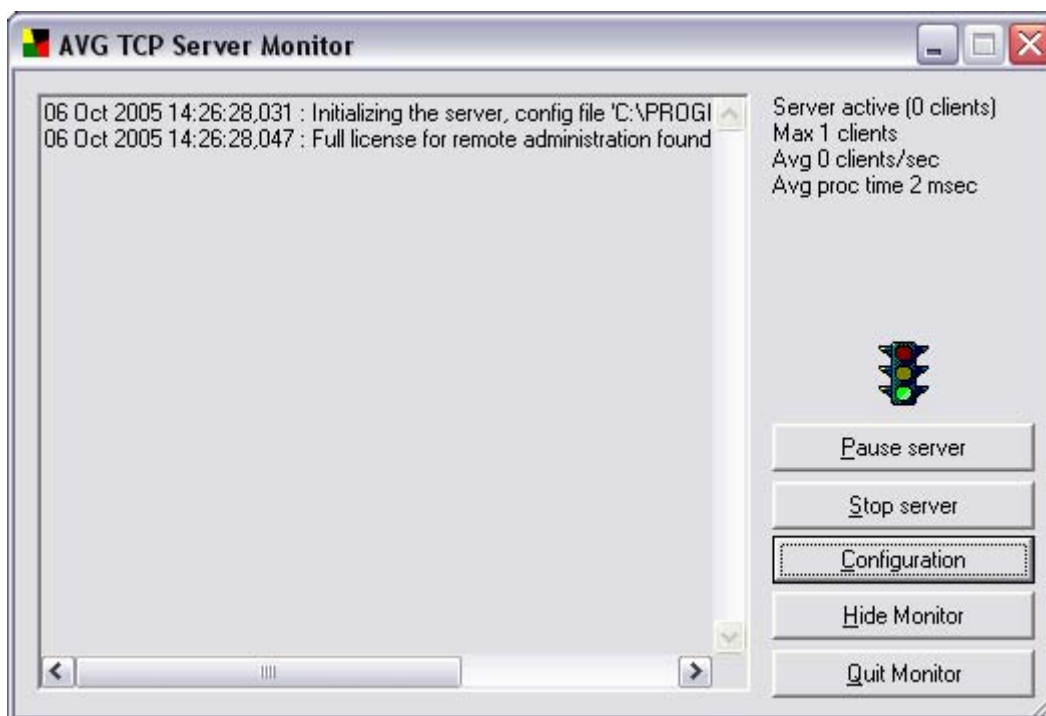 AVG TCP Server Monitor
06 Oct 2005 14:26:28,031 : Initializing the server, config file 'C:\PROGI
06 Oct 2005 14:26:28,047 : Full license for remote administration found
Server active (0 clients)
Max 1 clients
Avg 0 clients/sec
Avg proc time 2 msec
Pause server
Stop server
Configuration
Hide Monitor
Quit Monitor